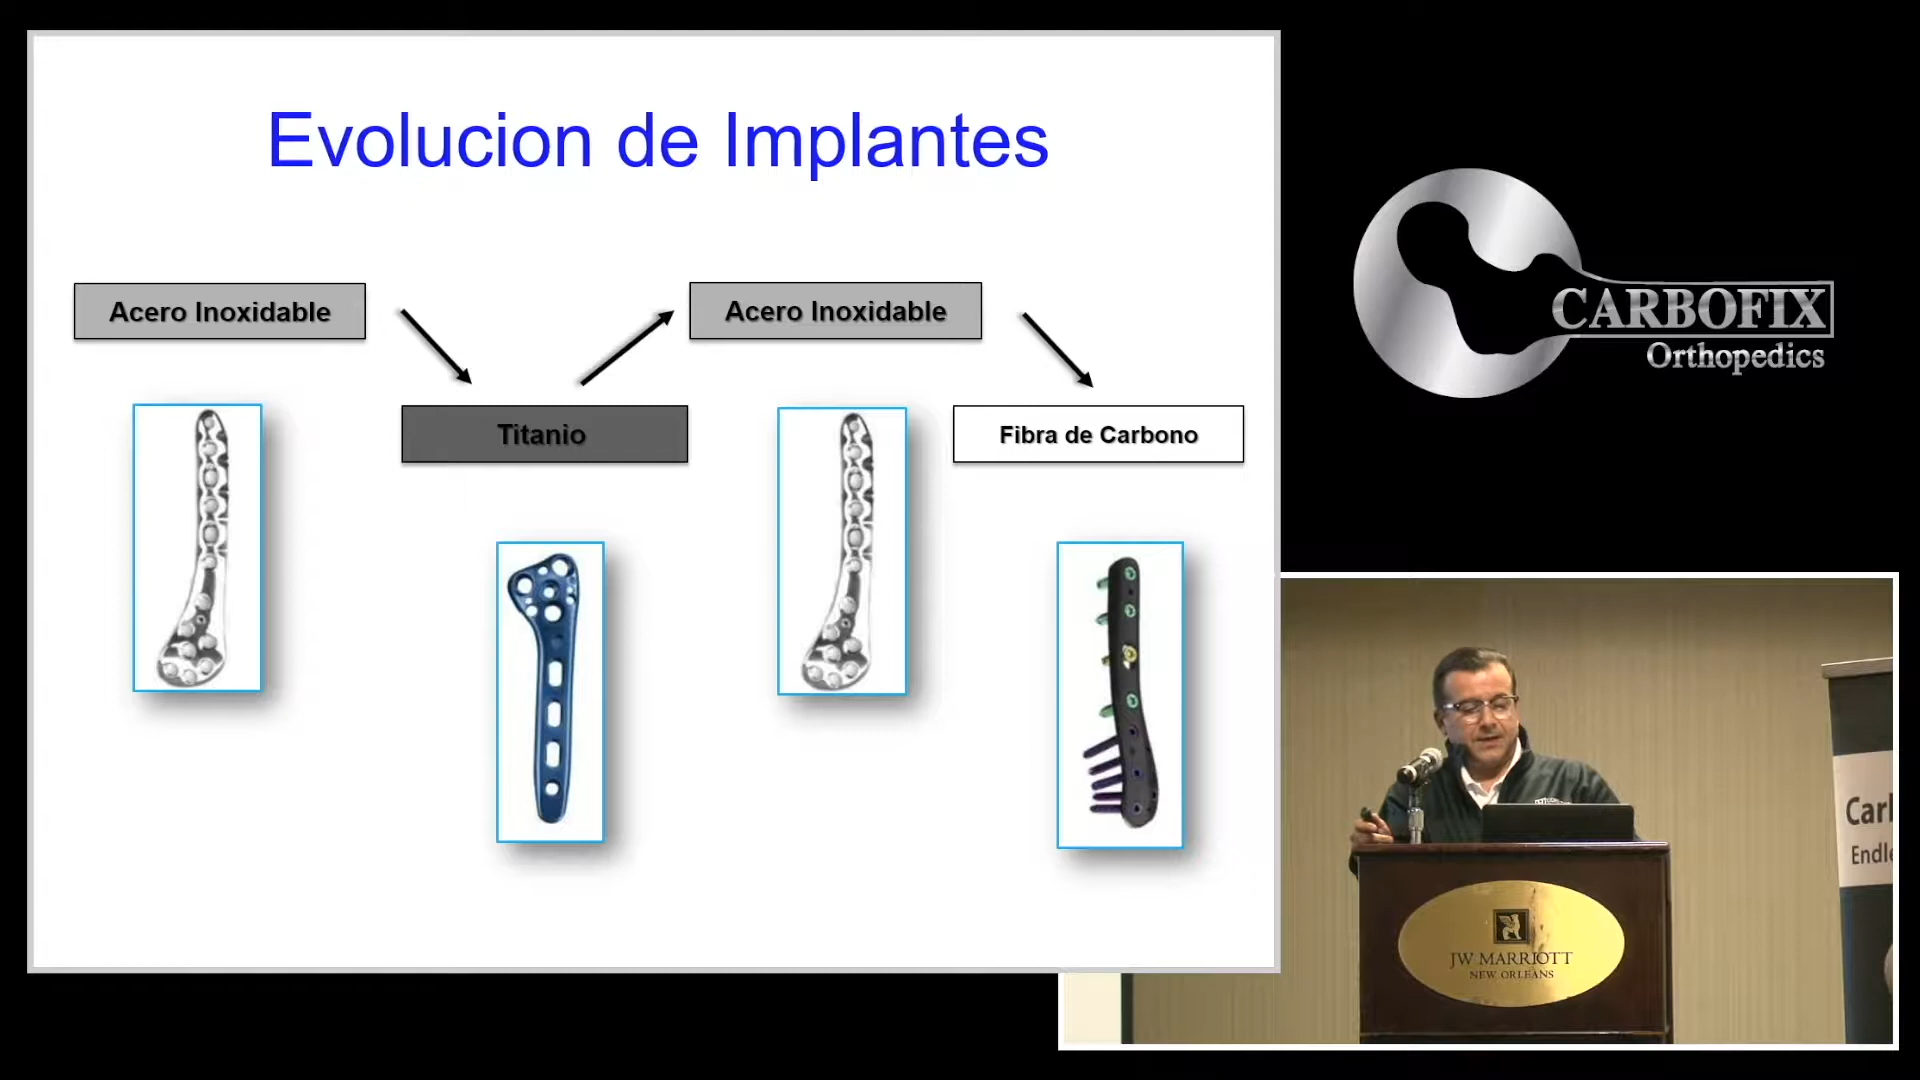 Evolucion de Implantes
Acero Inoxidable
Acero Inoxidable
Titanio
Fibra de Carbono
CARBOFIX
Orthopedics
JW MARRIOTT
NEW ORLEANS